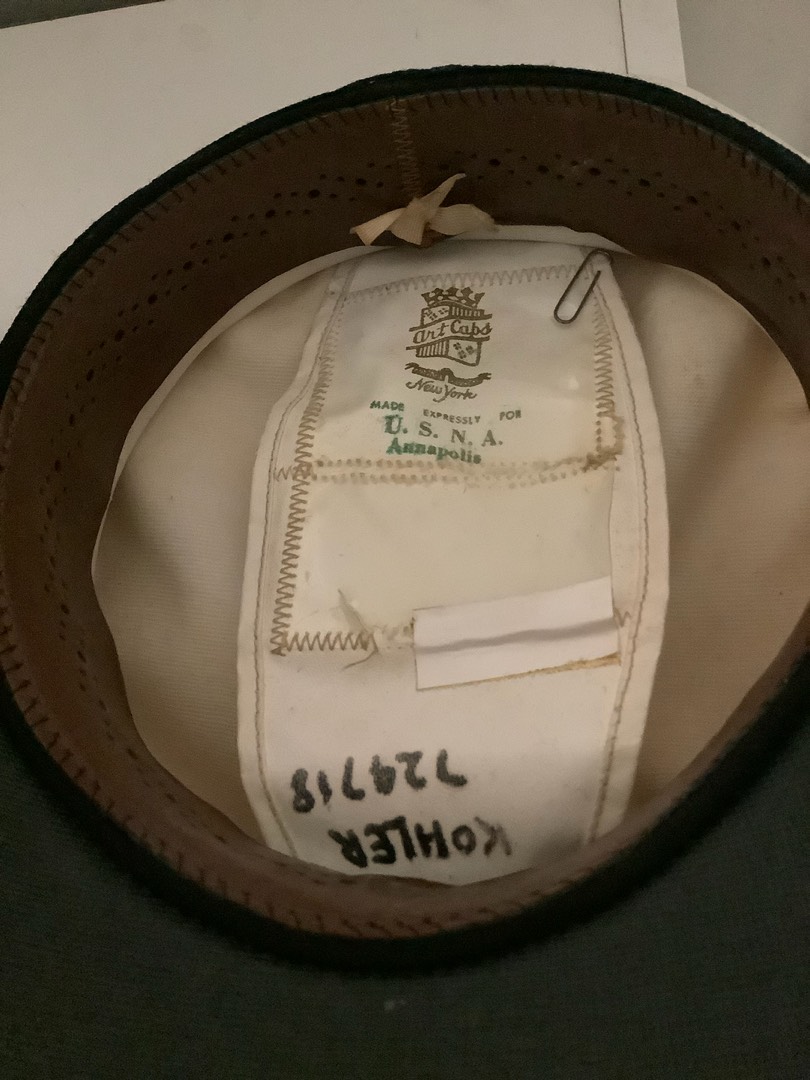 Art Caps
New York
MADE EXPRESSLY FOR
U. S. N. A.
Annapolis
KOHLER
724718